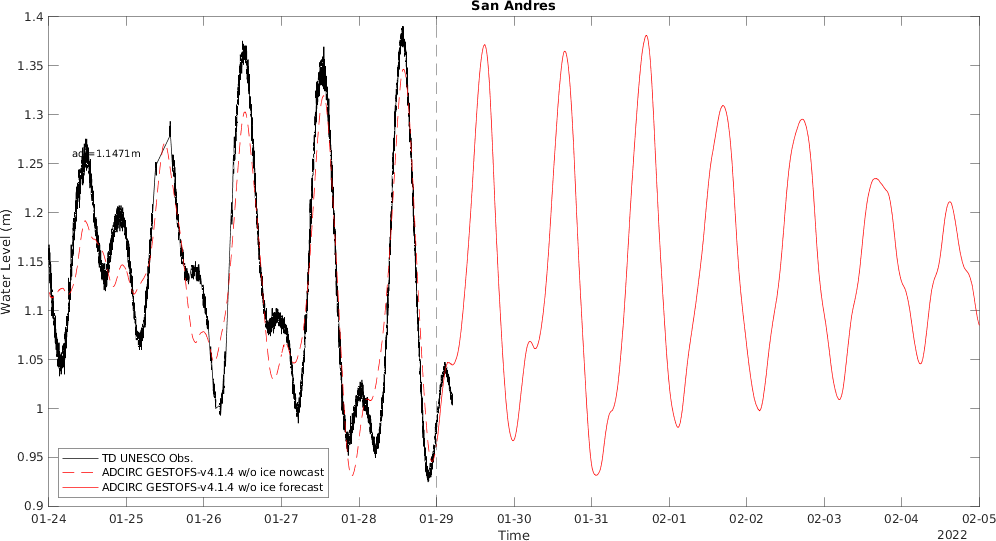 San Andres
Water Level (m)
1.4
1.35
1.3
1.25
1.2
1.15
1.1
1.05
1
0.95
0.9
=1.1471m
TD UNESCO Obs.
ADCIRC GESTOFS-v4.1.4 w/o ice nowcast
ADCIRC GESTOFS-v4.1.4 w/o ice forecast
01-24 01-25 01-26 01-27 01-28 01-29 01-30 01-31 02-01 02-02 02-03 02-04 02-05
Time
2022